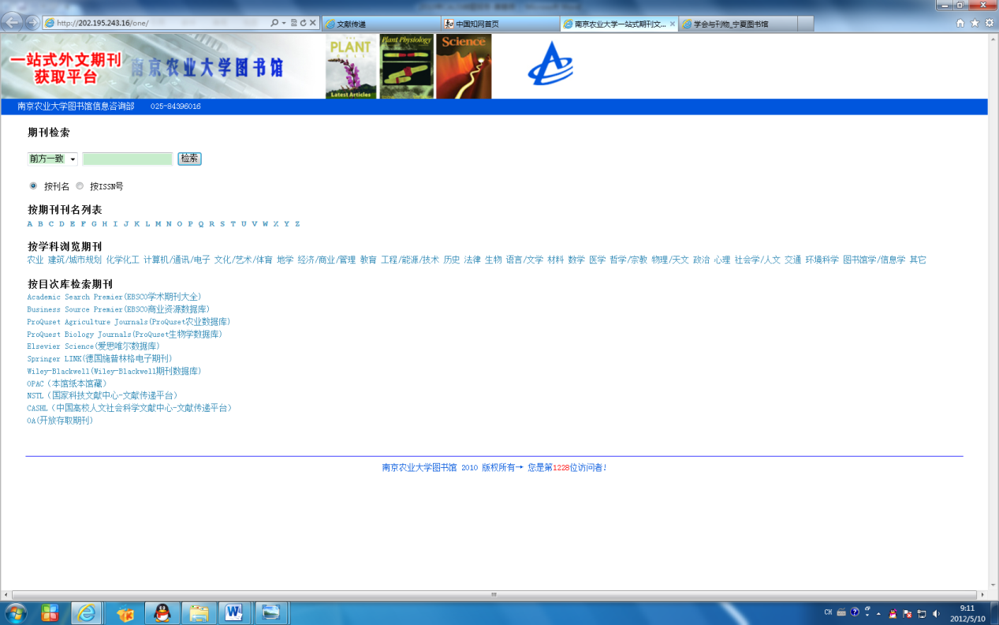 http://202.195.243.16/one/
文献传递
中国知网首页
南京农业大学一站式期刊文...
学会与刊物_宁夏图书馆
一站式外文期刊
获取平台
南京农业大学图书馆
PLANT
Latest Articles
Plant Physiology
Science
南京农业大学图书馆信息咨询部 025-84396016
期刊检索
前方一致
检索
按刊名 按ISSN号
按期刊刊名列表
A B C D E F G H I J K L M N O P Q R S T U V W X Y Z
按学科浏览期刊
农业 建筑/城市规划 化学化工 计算机/通讯/电子 文化/艺术/体育 地学 经济/商业/管理 教育 工程/能源/技术 历史 法律 生物 语言/文学 材料 数学 医学 哲学/宗教 物理/天文 政治 心理 社会学/人文 交通 环境科学 图书馆学/信息学 其它
按目次库检索期刊
Academic Search Premier(EBSCO学术期刊大全)
Business Source Premier(EBSCO商业资源数据库)
ProQuset Agriculture Journals(ProQuset农业数据库)
ProQuest Biology Journals(ProQuset生物学数据库)
Elsevier Science(爱思唯尔数据库)
Springer LINK(德国施普林格电子期刊)
Wiley-Blackwell(Wiley-Blackwell期刊数据库)
OPAC（本馆纸本馆藏）
NSTL（国家科技文献中心-文献传递平台）
CASHL（中国高校人文社会科学文献中心-文献传递平台）
OA(开放存取期刊)
南京农业大学图书馆 2010 版权所有→ 您是第1228位访问者!
CH
9:11
2012/5/10